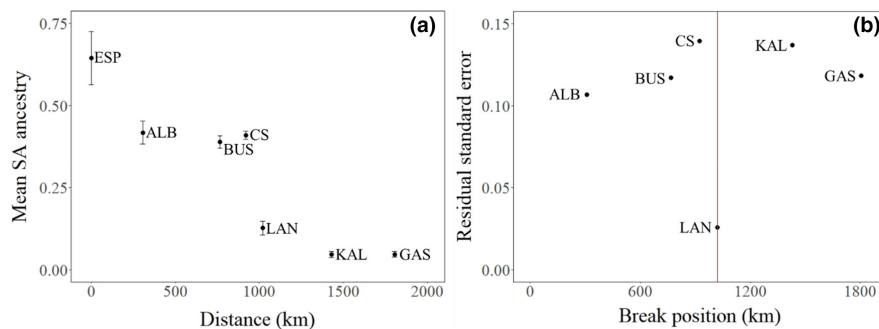 (a)
Mean SA ancestry
0.75
0.50
0.25
0.00
ESP
ALB
BUS
CS
LAN
KAL
GAS
0
500
1000
1500
2000
Distance (km)
(b)
Residual standard error
0.15
0.10
0.05
0.00
ALB
BUS
CS
KAL
GAS
LAN
0
600
1200
1800
Break position (km)